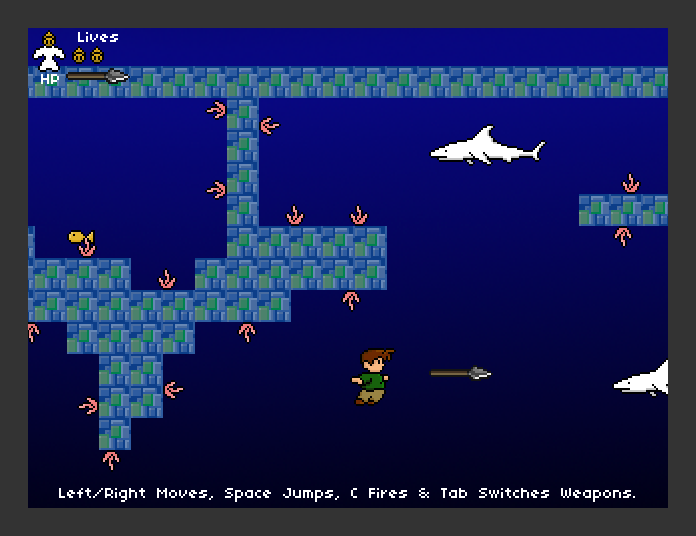 Lives
HP
Left/Right Moves, Space Jumps, C Fires & Tab Switches Weapons.